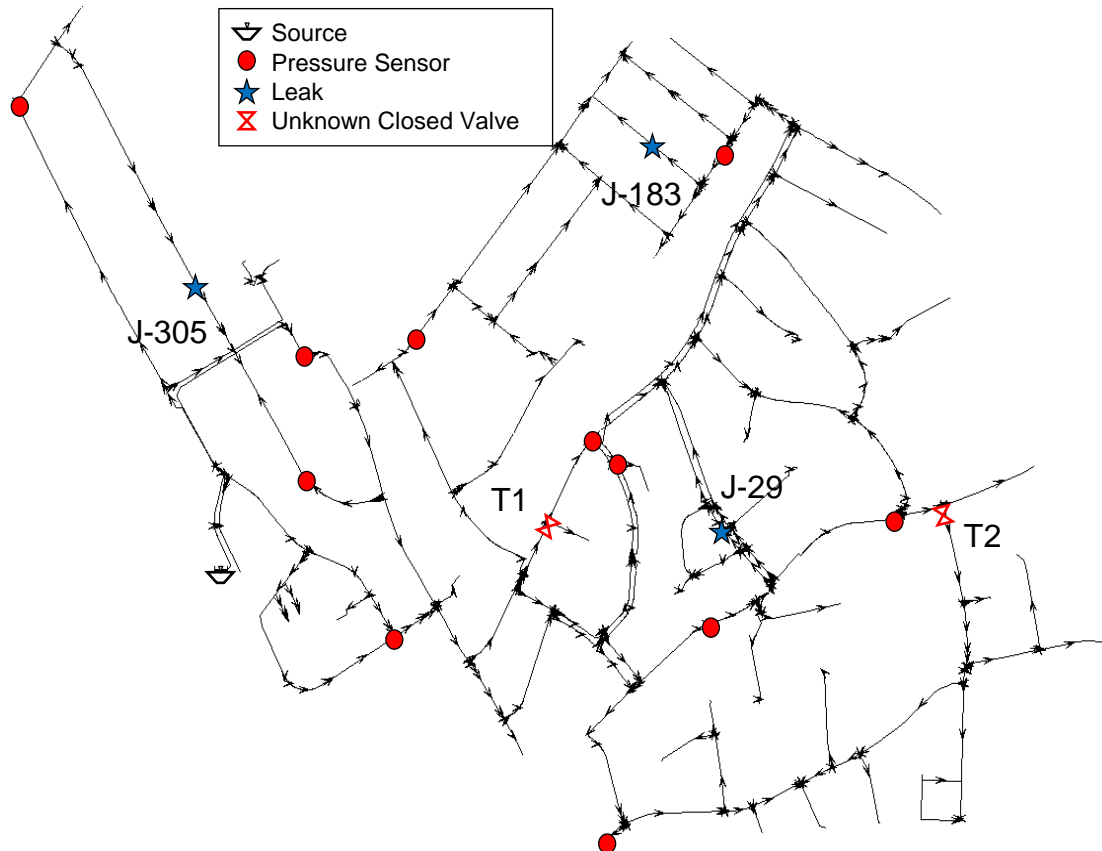 Source
Pressure Sensor
Leak
Unknown Closed Valve
J-183
J-305
T1
J-29
T2